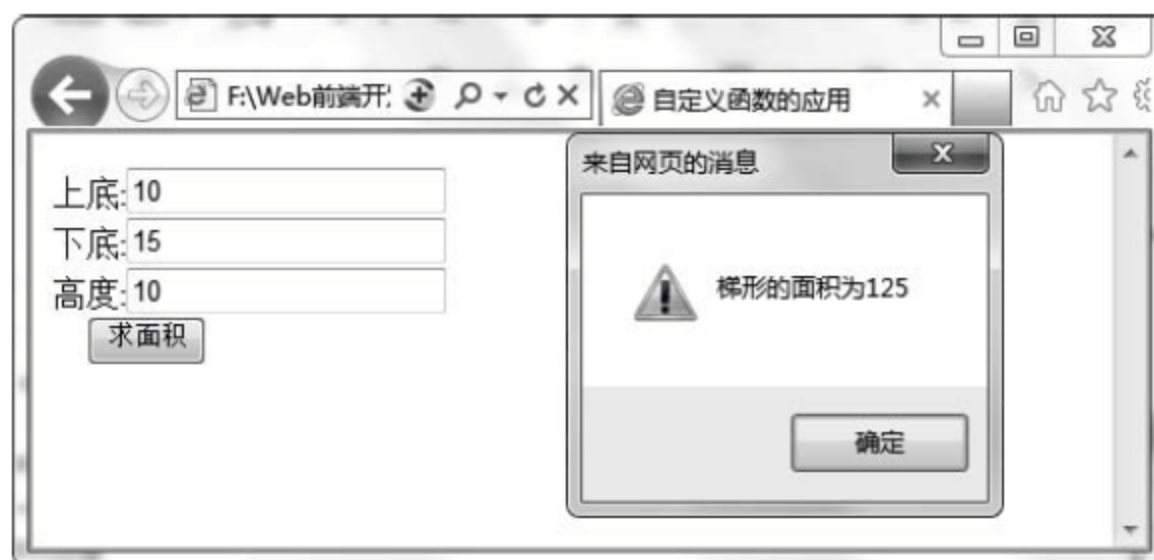 F:\Web前端开
自定义函数的应用
上底:10
下底:15
高度:10
求面积
来自网页的消息
梯形的面积为125
确定